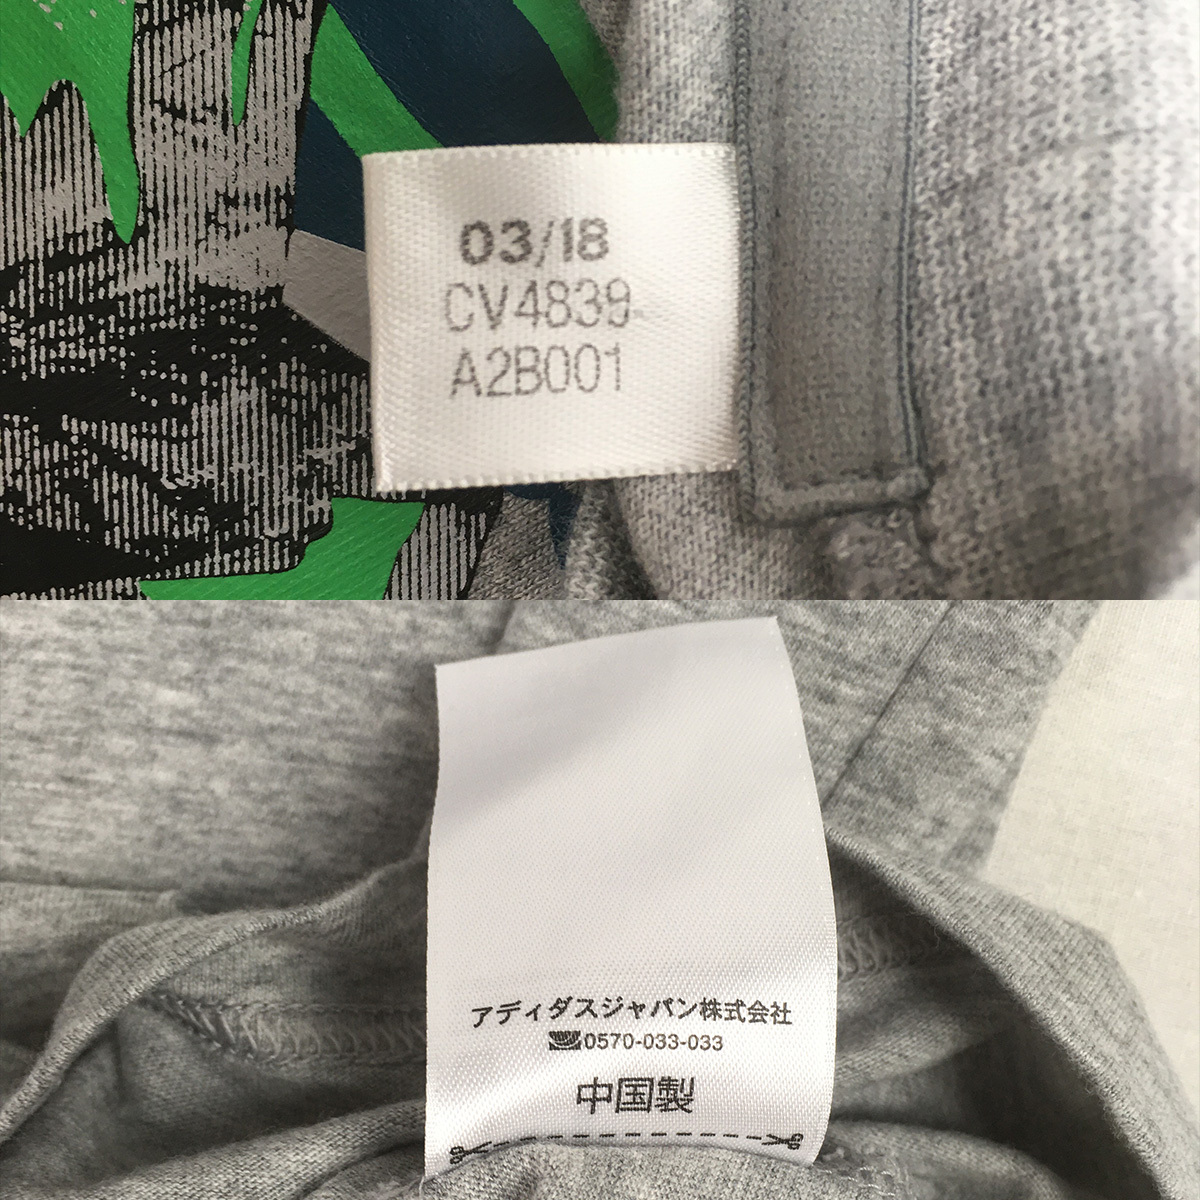 03/18
CV4839
A2B001
アディダスジャパン株式会社
0570-033-033
中国製